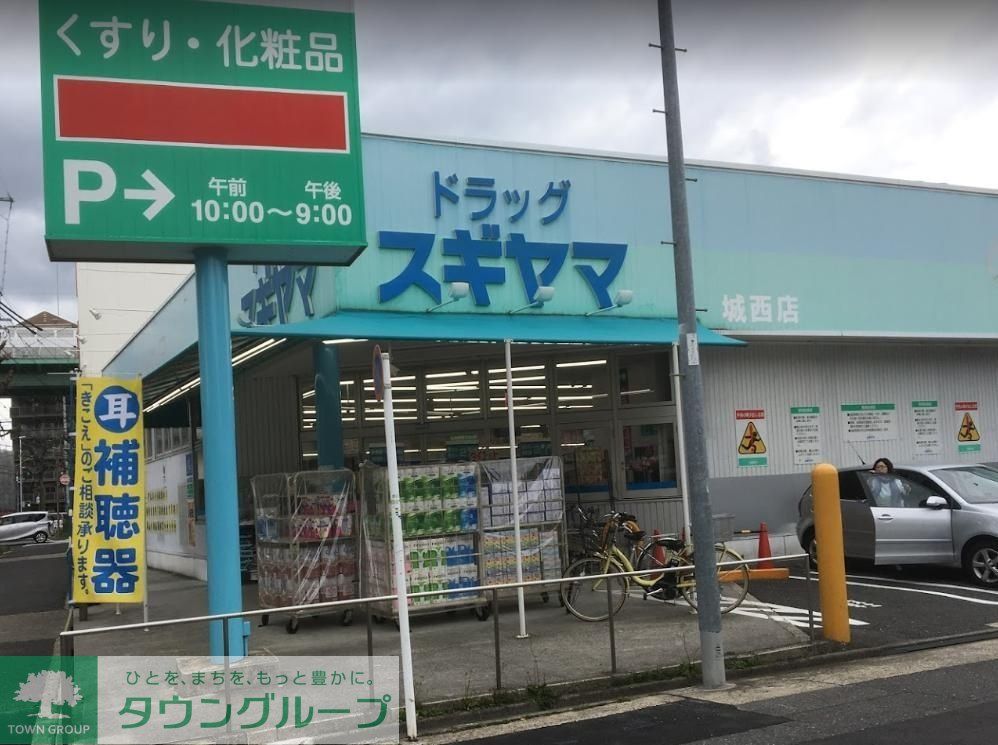 くすり・化粧品
P→
午前 午後
10:00～9:00
ドラッグ
スギヤマ
スギヤマ
城西店
耳
補聴器
「きこえ」のご相談承ります。
ひとを、まちを、もっと豊かに。
タウングループ
TOWN GROUP